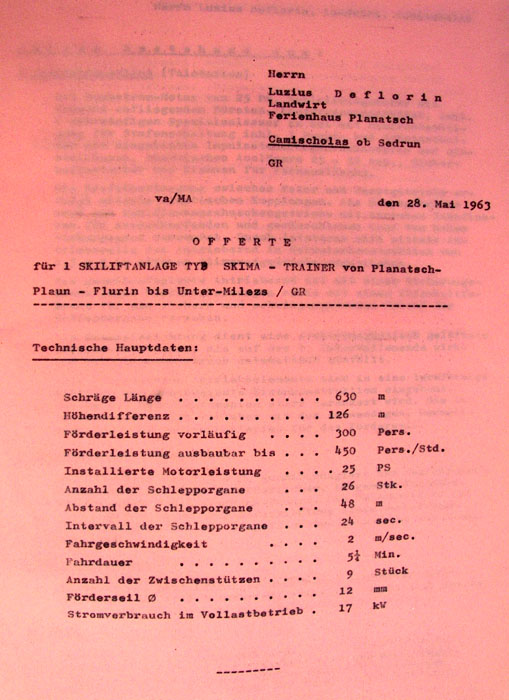 Herrn
Luzius Deflorin
Landwirt
Ferienhaus Planatsch
Camischolas ob Sedrun
GR
va/MA
den 28. Mai 1963
OFFERTE
für 1 SKILIFTANLAGE TYP SKIMA - TRAINER von Planatsch-
Plaun - Flurin bis Unter-Milezs / GR
Technische Hauptdaten:
Schräge Länge . . . . . . . . . . 630 m
Höhendifferenz . . . . . . . . . . 126 m
Förderleistung vorläufig . . . . 300 Pers.
Förderleistung ausbaubar bis . . . 450 Pers./Std.
Installierte Motorleistung . . . . 25 PS
Anzahl der Schlepporgane . . . 26 Stk.
Abstand der Schlepporgane . . . 48 m
Intervall der Schlepporgane . . . 24 sec.
Fahrgeschwindigkeit . . . . 2 m/sec.
Fahrdauer . . . . . . . . . 5¼ Min.
Anzahl der Zwischenstützen . . . . 9 Stück
Förderseil Ø . . . . . . . . . . 12 mm
Stromverbrauch im Vollastbetrieb . 17 kW